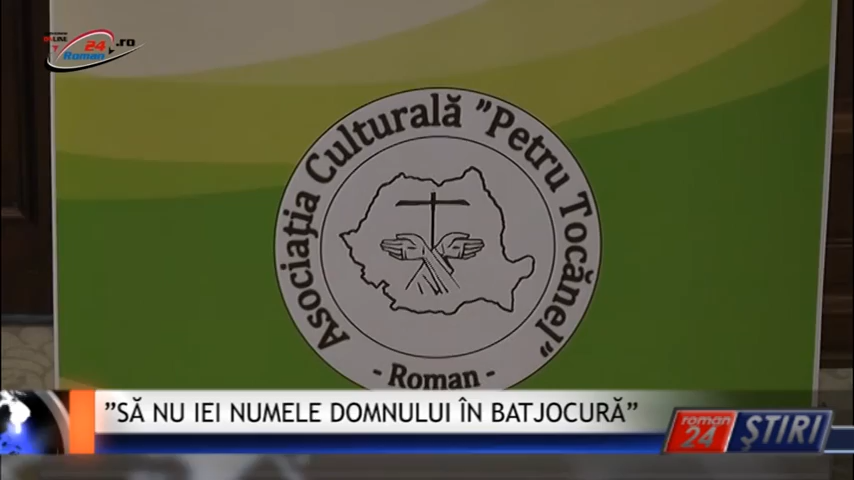 24 .ro
Roman
Asociația Culturală "Petru Tocănel"
- Roman -
"SĂ NU IEI NUMELE DOMNULUI ÎN BATJOCURĂ"
roman
24
ȘTIRI